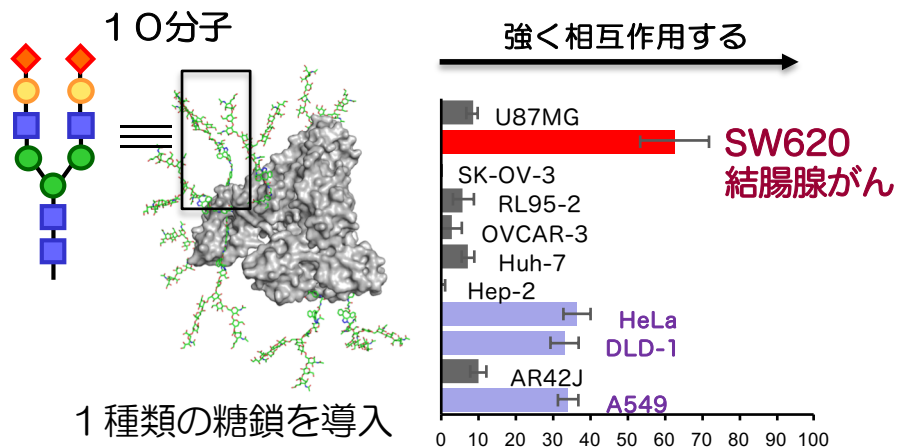 10分子
1種類の糖鎖を導入
強く相互作用する
U87MG
SW620
結腸腺がん
SK-OV-3
RL95-2
OVCAR-3
Huh-7
Hep-2
HeLa
DLD-1
AR42J
A549
0 10 20 30 40 50 60 70 80 90 100